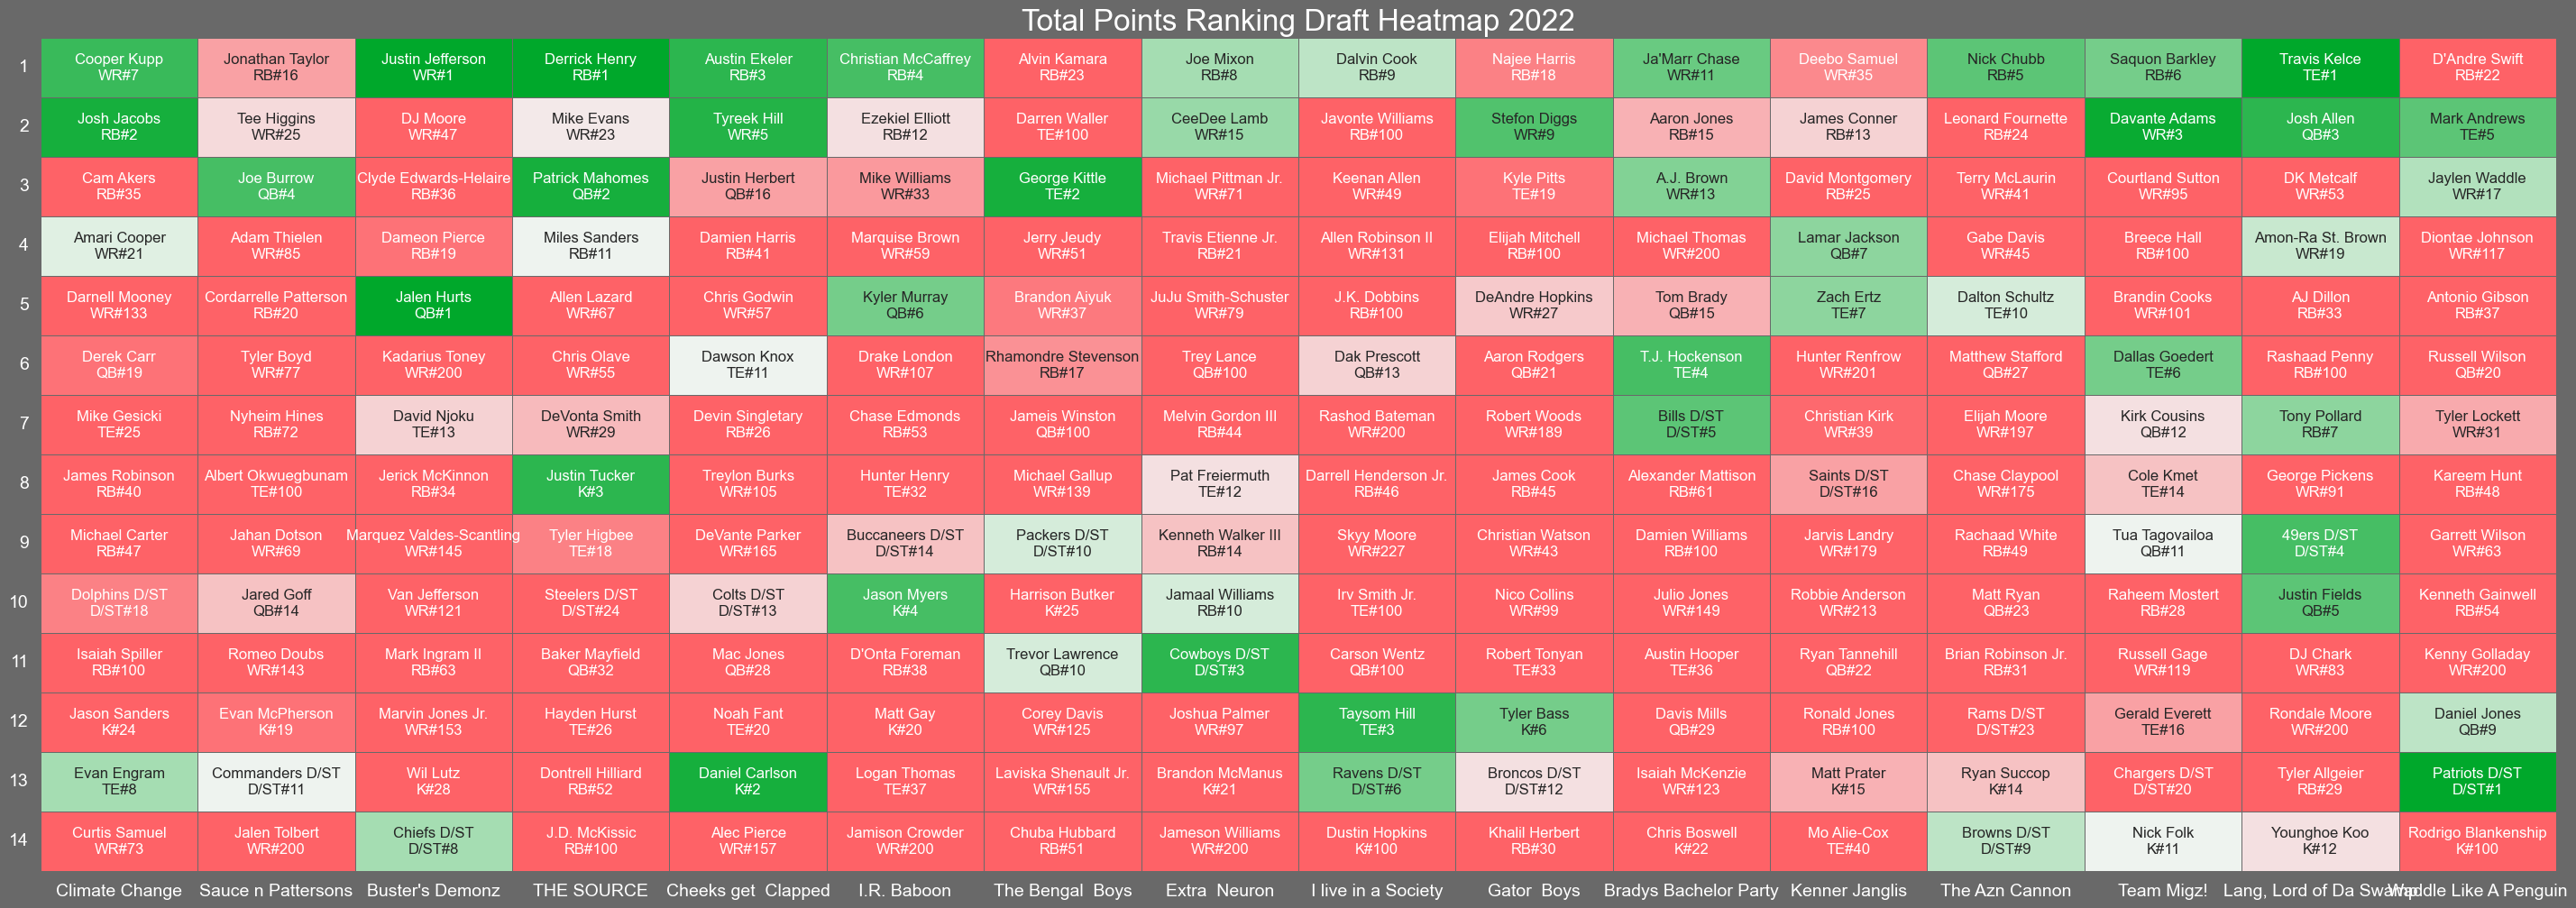 Total Points Ranking Draft Heatmap 2022
1
Cooper Kupp
WR#7
Jonathan Taylor
RB#16
Justin Jefferson
WR#1
Derrick Henry
RB#1
Austin Ekeler
RB#3
Christian McCaffrey
RB#4
Alvin Kamara
RB#23
Joe Mixon
RB#8
Dalvin Cook
RB#9
Najee Harris
RB#18
Ja'Marr Chase
WR#11
Deebo Samuel
WR#35
Nick Chubb
RB#5
Saquon Barkley
RB#6
Travis Kelce
TE#1
D'Andre Swift
RB#22
2
Josh Jacobs
RB#2
Tee Higgins
WR#25
DJ Moore
WR#47
Mike Evans
WR#23
Tyreek Hill
WR#5
Ezekiel Elliott
RB#12
Darren Waller
TE#100
CeeDee Lamb
WR#15
Javonte Williams
RB#100
Stefon Diggs
WR#9
Aaron Jones
RB#15
James Conner
RB#13
Leonard Fournette
RB#24
Davante Adams
WR#3
Josh Allen
QB#3
Mark Andrews
TE#5
3
Cam Akers
RB#35
Joe Burrow
QB#4
Clyde Edwards-Helaire
RB#36
Patrick Mahomes
QB#2
Justin Herbert
QB#16
Mike Williams
WR#33
George Kittle
TE#2
Michael Pittman Jr.
WR#71
Keenan Allen
WR#49
Kyle Pitts
TE#19
A.J. Brown
WR#13
David Montgomery
RB#25
Terry McLaurin
WR#41
Courtland Sutton
WR#95
DK Metcalf
WR#53
Jaylen Waddle
WR#17
4
Amari Cooper
WR#21
Adam Thielen
WR#85
Dameon Pierce
RB#19
Miles Sanders
RB#11
Damien Harris
RB#41
Marquise Brown
WR#59
Jerry Jeudy
WR#51
Travis Etienne Jr.
RB#21
Allen Robinson II
WR#131
Elijah Mitchell
RB#100
Michael Thomas
WR#200
Lamar Jackson
QB#7
Gabe Davis
WR#45
Breece Hall
RB#100
Amon-Ra St. Brown
WR#19
Diontae Johnson
WR#117
5
Darnell Mooney
WR#133
Cordarrelle Patterson
RB#20
Jalen Hurts
QB#1
Allen Lazard
WR#67
Chris Godwin
WR#57
Kyler Murray
QB#6
Brandon Aiyuk
WR#37
JuJu Smith-Schuster
WR#79
J.K. Dobbins
RB#100
DeAndre Hopkins
WR#27
Tom Brady
QB#15
Zach Ertz
TE#7
Dalton Schultz
TE#10
Brandin Cooks
WR#101
AJ Dillon
RB#33
Antonio Gibson
RB#37
6
Derek Carr
QB#19
Tyler Boyd
WR#77
Kadarius Toney
WR#200
Chris Olave
WR#55
Dawson Knox
TE#11
Drake London
WR#107
Rhamondre Stevenson
RB#17
Trey Lance
QB#100
Dak Prescott
QB#13
Aaron Rodgers
QB#21
T.J. Hockenson
TE#4
Hunter Renfrow
WR#201
Matthew Stafford
QB#27
Dallas Goedert
TE#6
Rashaad Penny
RB#100
Russell Wilson
QB#20
7
Mike Gesicki
TE#25
Nyheim Hines
RB#72
David Njoku
TE#13
DeVonta Smith
WR#29
Devin Singletary
RB#26
Chase Edmonds
RB#53
Jameis Winston
QB#100
Melvin Gordon III
RB#44
Rashod Bateman
WR#200
Robert Woods
WR#189
Bills D/ST
D/ST#5
Christian Kirk
WR#39
Elijah Moore
WR#197
Kirk Cousins
QB#12
Tony Pollard
RB#7
Tyler Lockett
WR#31
8
James Robinson
RB#40
Albert Okwuegbunam
TE#100
Jerick McKinnon
RB#34
Justin Tucker
K#3
Treylon Burks
WR#105
Hunter Henry
TE#32
Michael Gallup
WR#139
Pat Freiermuth
TE#12
Darrell Henderson Jr.
RB#46
James Cook
RB#45
Alexander Mattison
RB#61
Saints D/ST
D/ST#16
Chase Claypool
WR#175
Cole Kmet
TE#14
George Pickens
WR#91
Kareem Hunt
RB#48
9
Michael Carter
RB#47
Jahan Dotson
WR#69
Marquez Valdes-Scantling
WR#145
Tyler Higbee
TE#18
DeVante Parker
WR#165
Buccaneers D/ST
D/ST#14
Packers D/ST
D/ST#10
Kenneth Walker III
RB#14
Skyy Moore
WR#227
Christian Watson
WR#43
Damien Williams
RB#100
Jarvis Landry
WR#179
Rachaad White
RB#49
Tua Tagovailoa
QB#11
49ers D/ST
D/ST#4
Garrett Wilson
WR#63
10
Dolphins D/ST
D/ST#18
Jared Goff
QB#14
Van Jefferson
WR#121
Steelers D/ST
D/ST#24
Colts D/ST
D/ST#13
Jason Myers
K#4
Harrison Butker
K#25
Jamaal Williams
RB#10
Irv Smith Jr.
TE#100
Nico Collins
WR#99
Julio Jones
WR#149
Robbie Anderson
WR#213
Matt Ryan
QB#23
Raheem Mostert
RB#28
Justin Fields
QB#5
Kenneth Gainwell
RB#54
11
Isaiah Spiller
RB#100
Romeo Doubs
WR#143
Mark Ingram II
RB#63
Baker Mayfield
QB#32
Mac Jones
QB#28
D'Onta Foreman
RB#38
Trevor Lawrence
QB#10
Cowboys D/ST
D/ST#3
Carson Wentz
QB#100
Robert Tonyan
TE#33
Austin Hooper
TE#36
Ryan Tannehill
QB#22
Brian Robinson Jr.
RB#31
Russell Gage
WR#119
DJ Chark
WR#83
Kenny Golladay
WR#200
12
Jason Sanders
K#24
Evan McPherson
K#19
Marvin Jones Jr.
WR#153
Hayden Hurst
TE#26
Noah Fant
TE#20
Matt Gay
K#20
Corey Davis
WR#125
Joshua Palmer
WR#97
Taysom Hill
TE#3
Tyler Bass
K#6
Davis Mills
QB#29
Ronald Jones
RB#100
Rams D/ST
D/ST#23
Gerald Everett
TE#16
Rondale Moore
WR#200
Daniel Jones
QB#9
13
Evan Engram
TE#8
Commanders D/ST
D/ST#11
Wil Lutz
K#28
Dontrell Hilliard
RB#52
Daniel Carlson
K#2
Logan Thomas
TE#37
Laviska Shenault Jr.
WR#155
Brandon McManus
K#21
Ravens D/ST
D/ST#6
Broncos D/ST
D/ST#12
Isaiah McKenzie
WR#123
Matt Prater
K#15
Ryan Succop
K#14
Chargers D/ST
D/ST#20
Tyler Allgeier
RB#29
Patriots D/ST
D/ST#1
14
Curtis Samuel
WR#73
Jalen Tolbert
WR#200
Chiefs D/ST
D/ST#8
J.D. McKissic
RB#100
Alec Pierce
WR#157
Jamison Crowder
WR#200
Chuba Hubbard
RB#51
Jameson Williams
WR#200
Dustin Hopkins
K#100
Khalil Herbert
RB#30
Chris Boswell
K#22
Mo Alie-Cox
TE#40
Browns D/ST
D/ST#9
Nick Folk
K#11
Younghoe Koo
K#12
Rodrigo Blankenship
K#100
Climate Change
Sauce n Pattersons
Buster's Demonz
THE SOURCE
Cheeks get  Clapped
I.R. Baboon
The Bengal  Boys
Extra  Neuron
I live in a Society
Gator  Boys
Bradys Bachelor Party
Kenner Janglis
The Azn Cannon
Team Migz!
Lang, Lord of Da Swamp
Waddle Like A Penguin